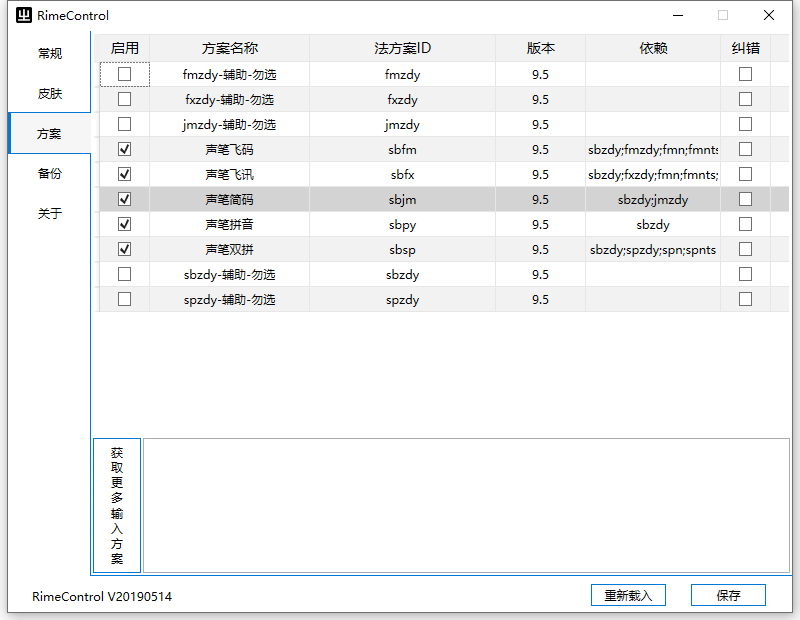 RimeControl
常规
皮肤
方案
备份
关于
启用 方案名称 法方案ID 版本 依赖 纠错
fmzdy-辅助-勿选 fmzdy 9.5
fxzdy-辅助-勿选 fxzdy 9.5
jmzdy-辅助-勿选 jmzdy 9.5
声笔飞码 sbfm 9.5 sbzdy;fmzdy;fmn;fmnts
声笔飞讯 sbfx 9.5 sbzdy;fxzdy;fmn;fmnts;
声笔简码 sbjm 9.5 sbzdy;jmzdy
声笔拼音 sbpy 9.5 sbzdy
声笔双拼 sbsp 9.5 sbzdy;spzdy;spn;spnts
sbzdy-辅助-勿选 sbzdy 9.5
spzdy-辅助-勿选 spzdy 9.5
获取更多输入方案
RimeControl V20190514
重新载入
保存